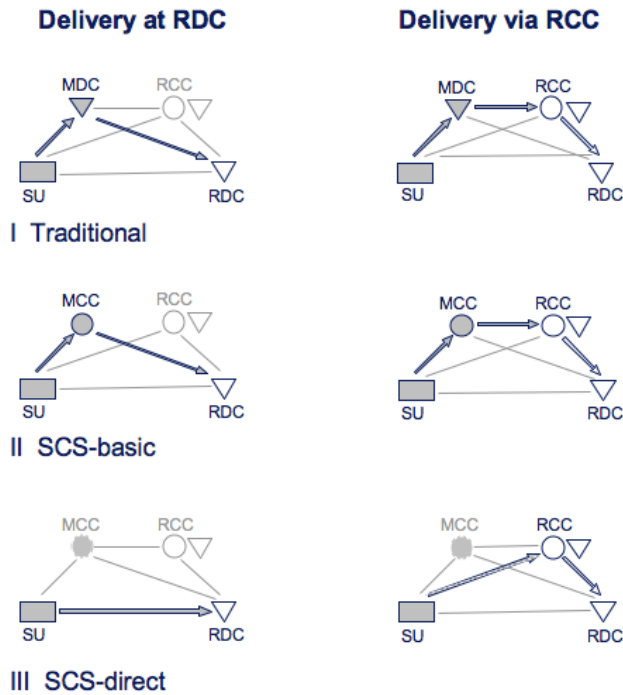 Delivery at RDC
Delivery via RCC
MDC RCC
SU RDC
MDC RCC
SU RDC
I Traditional
MCC RCC
SU RDC
MCC RCC
SU RDC
II SCS-basic
MCC RCC
SU RDC
MCC RCC
SU RDC
III SCS-direct